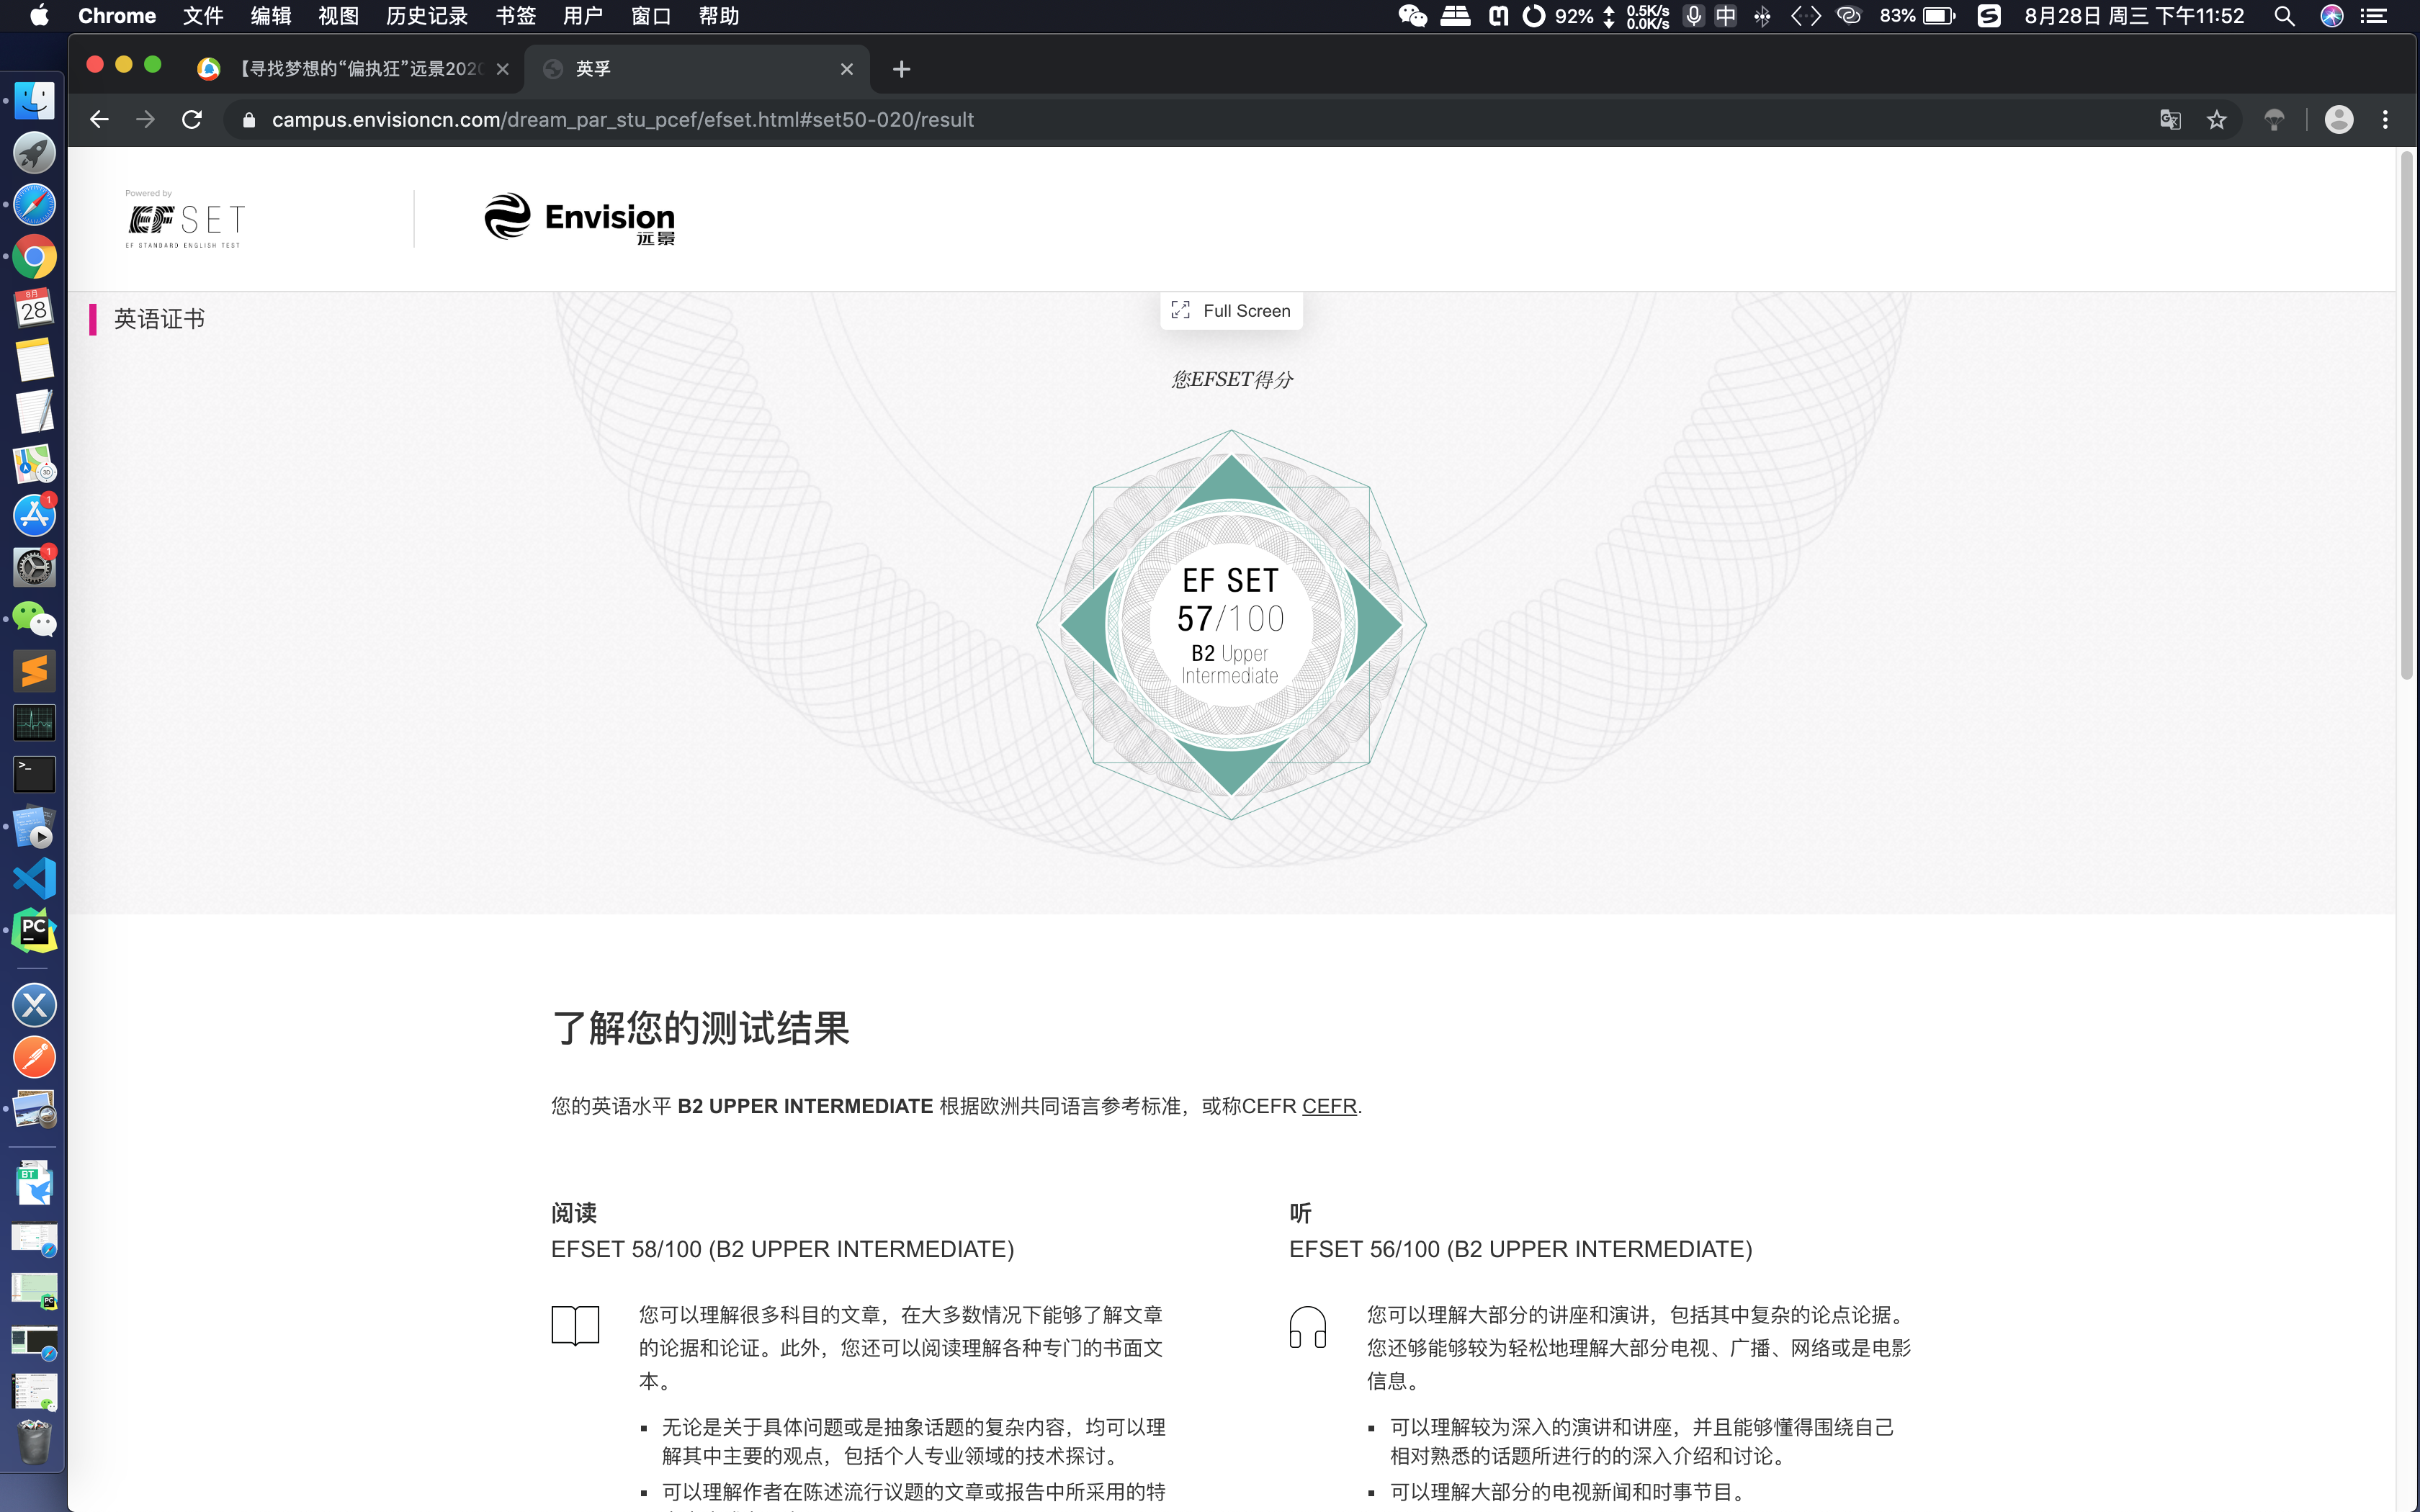 Chrome 文件 编辑 视图 历史记录 书签 用户 窗口 帮助
92% 0.5K/s 0.0K/s 中 83% 8月28日 周三 下午11:52
【寻找梦想的“偏执狂”远景202
英孚
campus.envisioncn.com/dream_par_stu_pcef/efset.html#set50-020/result
Powered by
EFSET
EF STANDARD ENGLISH TEST
Envision
远景
英语证书
Full Screen
您EFSET得分
EF SET
57/100
B2 Upper
Intermediate
了解您的测试结果
您的英语水平 B2 UPPER INTERMEDIATE 根据欧洲共同语言参考标准，或称CEFR CEFR.
阅读
EFSET 58/100 (B2 UPPER INTERMEDIATE)
您可以理解很多科目的文章，在大多数情况下能够了解文章
的论据和论证。此外，您还可以阅读理解各种专门的书面文
本。
▪ 无论是关于具体问题或是抽象话题的复杂内容，均可以理
解其中主要的观点，包括个人专业领域的技术探讨。
▪ 可以理解作者在陈述流行议题的文章或报告中所采用的特
听
EFSET 56/100 (B2 UPPER INTERMEDIATE)
您可以理解大部分的讲座和演讲，包括其中复杂的论点论据。
您还够能够较为轻松地理解大部分电视、广播、网络或是电影
信息。
▪ 可以理解较为深入的演讲和讲座，并且能够懂得围绕自己
相对熟悉的话题所进行的的深入介绍和讨论。
▪ 可以理解大部分的电视新闻和时事节目。
8月
28
3D
1
1
>_
PC
BT
PC